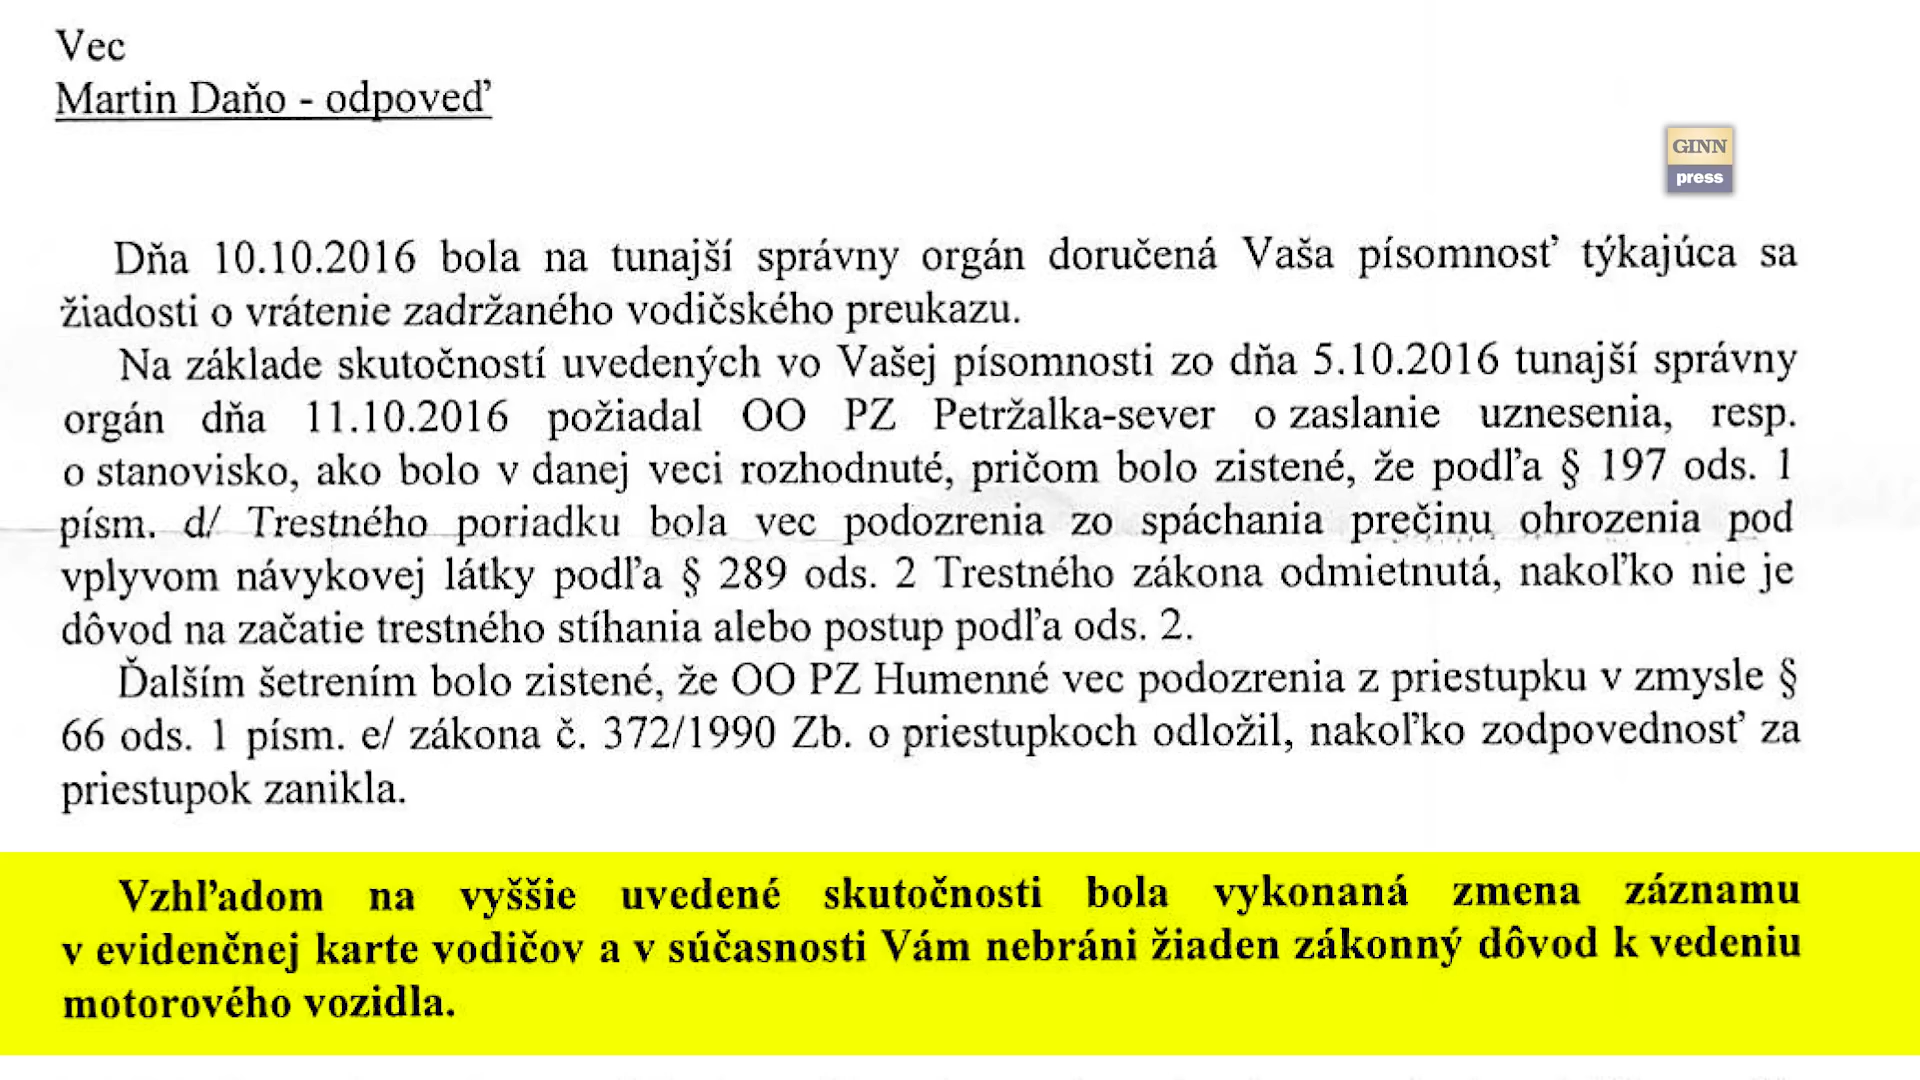 Vec
Martin Daňo - odpoveď
GINN
press
Dňa 10.10.2016 bola na tunajší správny orgán doručená Vaša písomnosť týkajúca sa
žiadosti o vrátenie zadržaného vodičského preukazu.
Na základe skutočností uvedených vo Vašej písomnosti zo dňa 5.10.2016 tunajší správny
orgán dňa 11.10.2016 požiadal OO PZ Petržalka-sever o zaslanie uznesenia, resp.
o stanovisko, ako bolo v danej veci rozhodnuté, pričom bolo zistené, že podľa § 197 ods. 1
písm. d/ Trestného poriadku bola vec podozrenia zo spáchania prečinu ohrozenia pod
vplyvom návykovej látky podľa § 289 ods. 2 Trestného zákona odmietnutá, nakoľko nie je
dôvod na začatie trestného stíhania alebo postup podľa ods. 2.
Ďalším šetrením bolo zistené, že OO PZ Humenné vec podozrenia z priestupku v zmysle §
66 ods. 1 písm. e/ zákona č. 372/1990 Zb. o priestupkoch odložil, nakoľko zodpovednosť za
priestupok zanikla.
Vzhľadom na vyššie uvedené skutočnosti bola vykonaná zmena záznamu
v evidenčnej karte vodičov a v súčasnosti Vám nebráni žiaden zákonný dôvod k vedeniu
motorového vozidla.